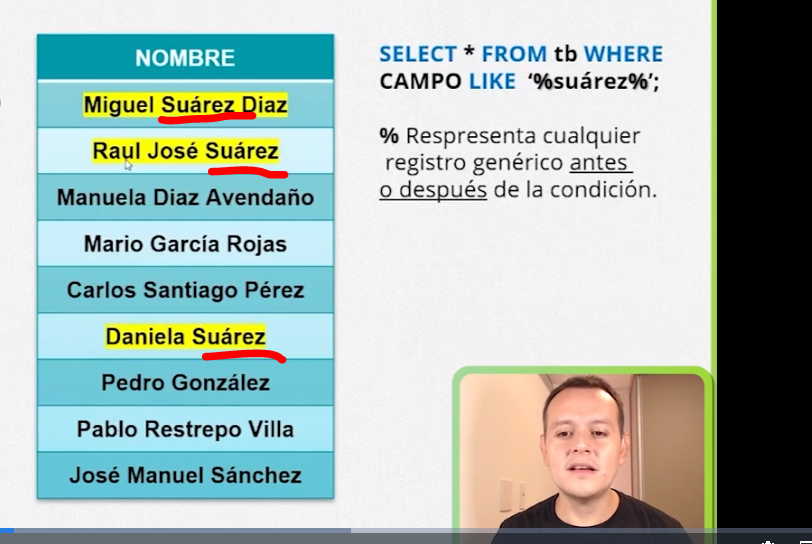 NOMBRE
Miguel Suárez Diaz
Raul José Suárez
Manuela Diaz Avendaño
Mario García Rojas
Carlos Santiago Pérez
Daniela Suárez
Pedro González
Pablo Restrepo Villa
José Manuel Sánchez
SELECT * FROM tb WHERE
CAMPO LIKE ‘%suárez%’;
% Respresenta cualquier
registro genérico antes
o después de la condición.